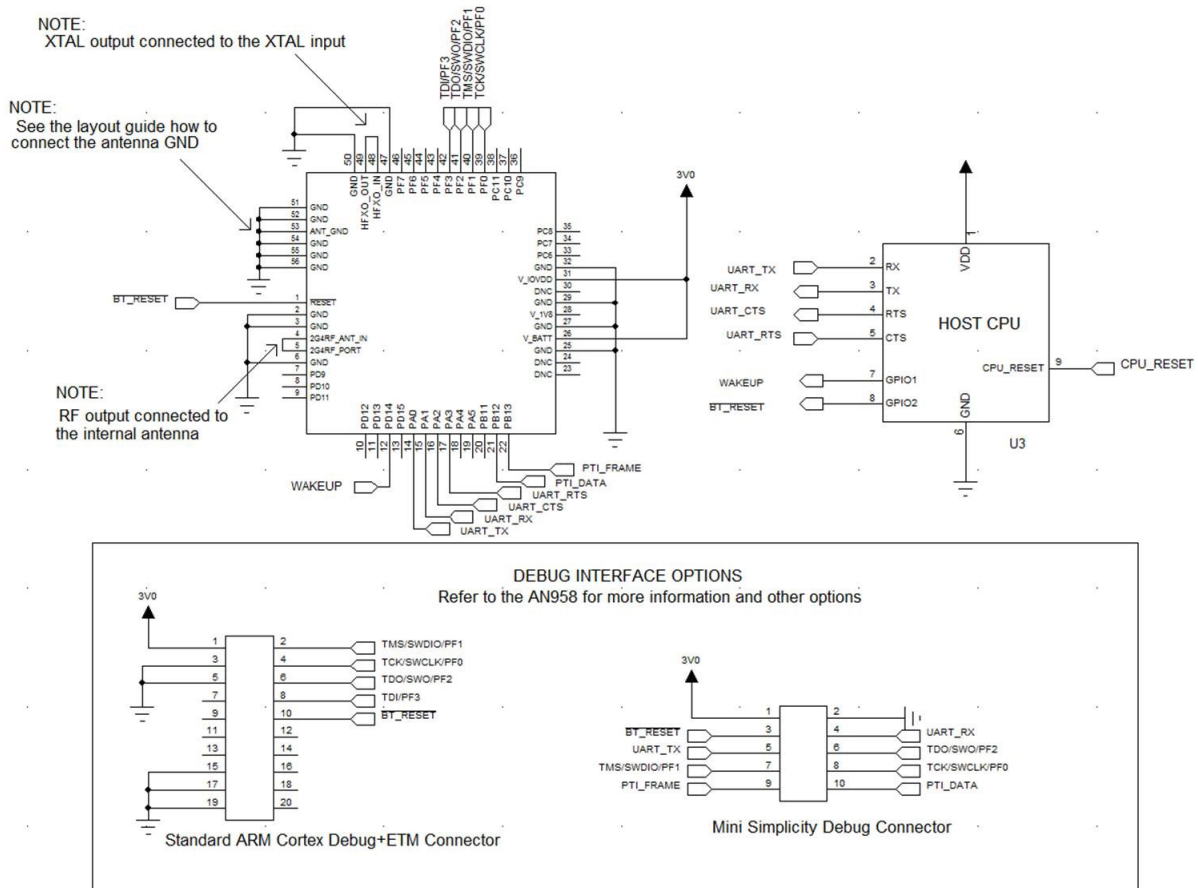 NOTE:
XTAL output connected to the XTAL input
NOTE:
See the layout guide how to
connect the antenna GND
TDI/PF3
TDO/SWO/PF2
TMS/SWDIO/PF1
TCK/SWCLK/PF0
50
49
48
47
46
45
44
43
42
41
40
39
38
37
36
GND
HFXO_OUT
HFXO_IN
GND
PF7
PF6
PF5
PF4
PF3
PF2
PF1
PF0
PC11
PC10
PC9
51 GND
52 GND
53 ANT_GND
54 GND
55 GND
56 GND
BT_RESET
1 RESET
2 GND
3 GND
4 2G4RF_ANT_IN
5 2G4RF_PORT
6 GND
7 PD9
8 PD10
9 PD11
NOTE:
RF output connected to
the internal antenna
3V0
PC8 35
PC7 34
PC6 33
GND 32
V_IOVDD 31
DNC 30
GND 29
V_1V8 28
GND 27
V_BATT 26
GND 25
DNC 24
DNC 23
PD12
PD13
PD14
PD15
PA0
PA1
PA2
PA3
PA4
PA5
PB11
PB12
PB13
10
11
12
13
14
15
16
17
18
19
20
21
22
WAKEUP
PTI_FRAME
PTI_DATA
UART_RTS
UART_CTS
UART_RX
UART_TX
1
VDD
UART_TX 2 RX
UART_RX 3 TX
UART_CTS 4 RTS
UART_RTS 5 CTS
HOST CPU
CPU_RESET 9 CPU_RESET
WAKEUP 7 GPIO1
BT_RESET 8 GPIO2
GND
6
U3
DEBUG INTERFACE OPTIONS
Refer to the AN958 for more information and other options
3V0
1 2 TMS/SWDIO/PF1
3 4 TCK/SWCLK/PF0
5 6 TDO/SWO/PF2
7 8 TDI/PF3
9 10 BT_RESET
11 12
13 14
15 16
17 18
19 20
Standard ARM Cortex Debug+ETM Connector
3V0
1 2
BT_RESET 3 4 UART_RX
UART_TX 5 6 TDO/SWO/PF2
TMS/SWDIO/PF1 7 8 TCK/SWCLK/PF0
PTI_FRAME 9 10 PTI_DATA
Mini Simplicity Debug Connector